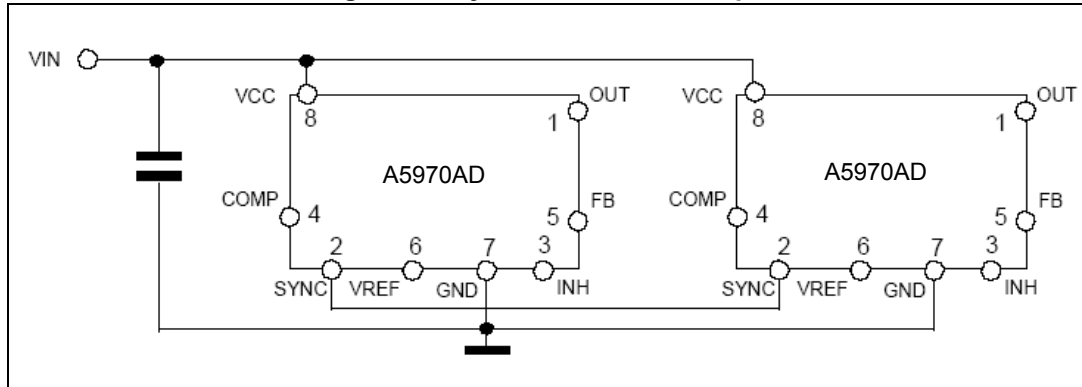 VIN
VCC
8
OUT
1
A5970AD
COMP
4
FB
5
2
6
7
3
SYNC
VREF
GND
INH
VCC
8
OUT
1
A5970AD
COMP
4
FB
5
2
6
7
3
SYNC
VREF
GND
INH